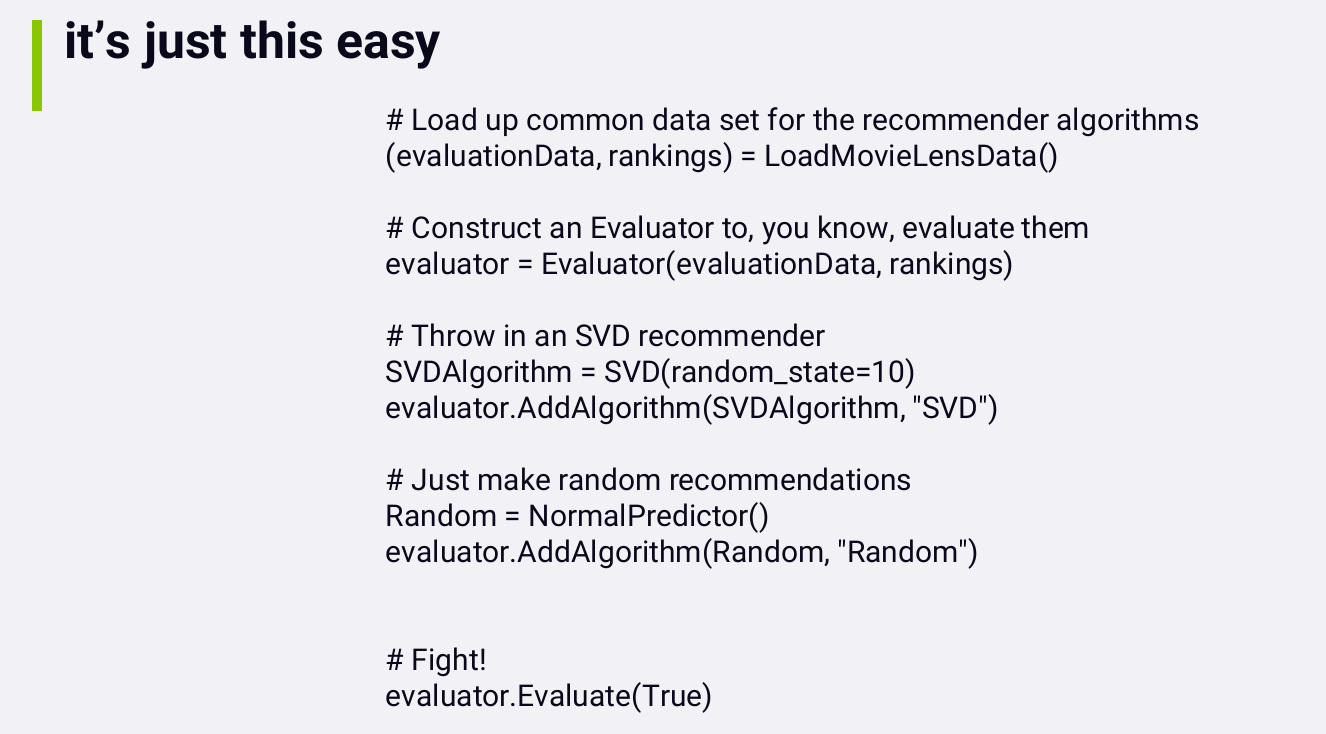 it’s just this easy
# Load up common data set for the recommender algorithms
(evaluationData, rankings) = LoadMovieLensData()
# Construct an Evaluator to, you know, evaluate them
evaluator = Evaluator(evaluationData, rankings)
# Throw in an SVD recommender
SVDAlgorithm = SVD(random_state=10)
evaluator.AddAlgorithm(SVDAlgorithm, "SVD")
# Just make random recommendations
Random = NormalPredictor()
evaluator.AddAlgorithm(Random, "Random")
# Fight!
evaluator.Evaluate(True)